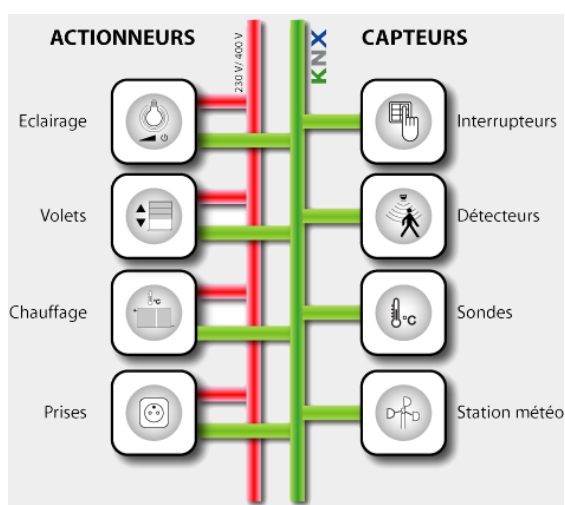 ACTIONNEURS
230 V/ 400 V
KNX
CAPTEURS
Eclairage
Interrupteurs
Volets
Détecteurs
°C
Chauffage
°C
Sondes
Prises
Station météo